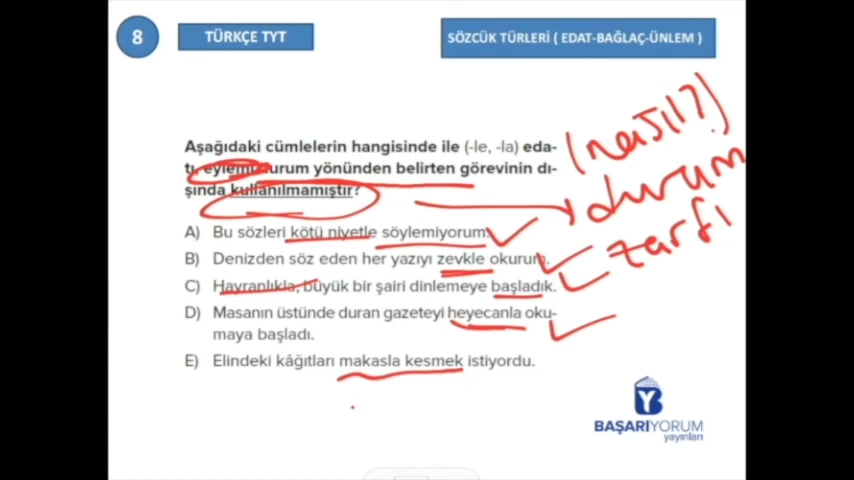 8
TÜRKÇE TYT
SÖZCÜK TÜRLERİ ( EDAT-BAĞLAÇ-ÜNLEM )
Aşağıdaki cümlelerin hangisinde ile (-le, -la) eda-
tı, eylemi durum yönünden belirten görevinin dı-
şında kullanılmamıştır?
(nasıl?)
durum
zarfı
A) Bu sözleri kötü niyetle söylemiyorum.
B) Denizden söz eden her yazıyı zevkle okurum.
C) Hayranlıkla, büyük bir şairi dinlemeye başladık.
D) Masanın üstünde duran gazeteyi heyecanla oku-
maya başladı.
E) Elindeki kâğıtları makasla kesmek istiyordu.
BAŞARIYORUM
yayınları